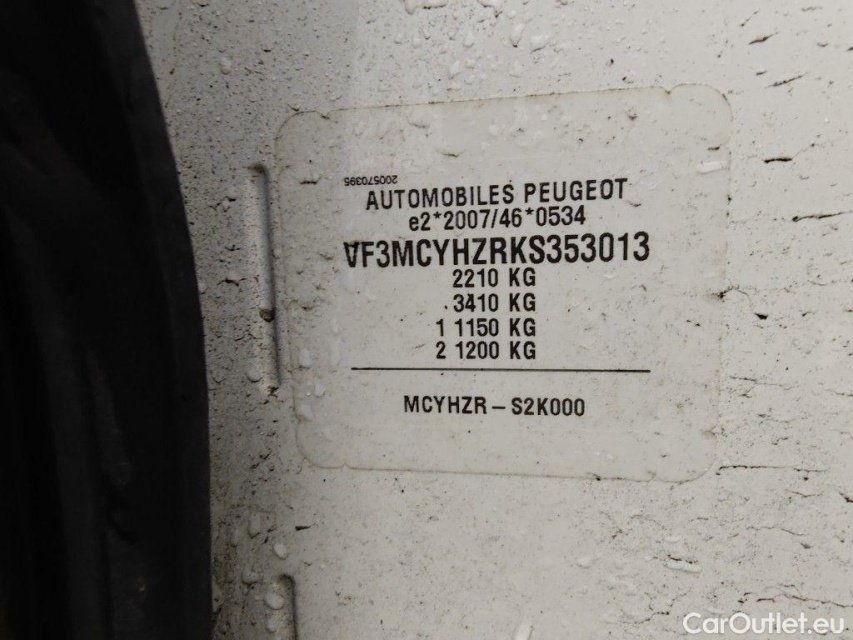 200570395
AUTOMOBILES PEUGEOT
e2*2007/46*0534
VF3MCYHZRKS353013
2210 KG
3410 KG
1 1150 KG
2 1200 KG
MCYHZR-S2K000
CarOutlet.eu